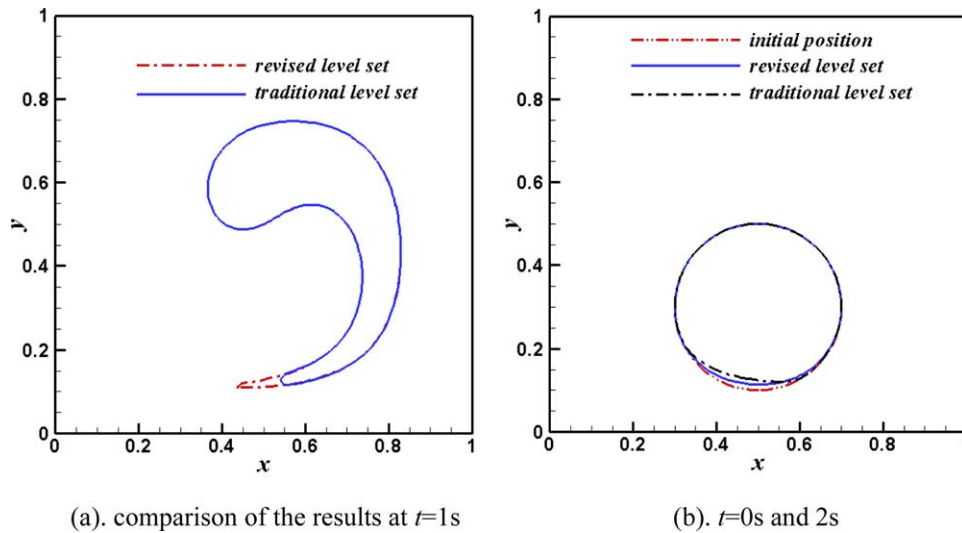 1
0.8
0.6
0.4
0.2
0
y
revised level set
traditional level set
0 0.2 0.4 0.6 0.8 1
x
(a). comparison of the results at t=1s
1
0.8
0.6
0.4
0.2
0
y
initial position
revised level set
traditional level set
0 0.2 0.4 0.6 0.8
x
(b). t=0s and 2s